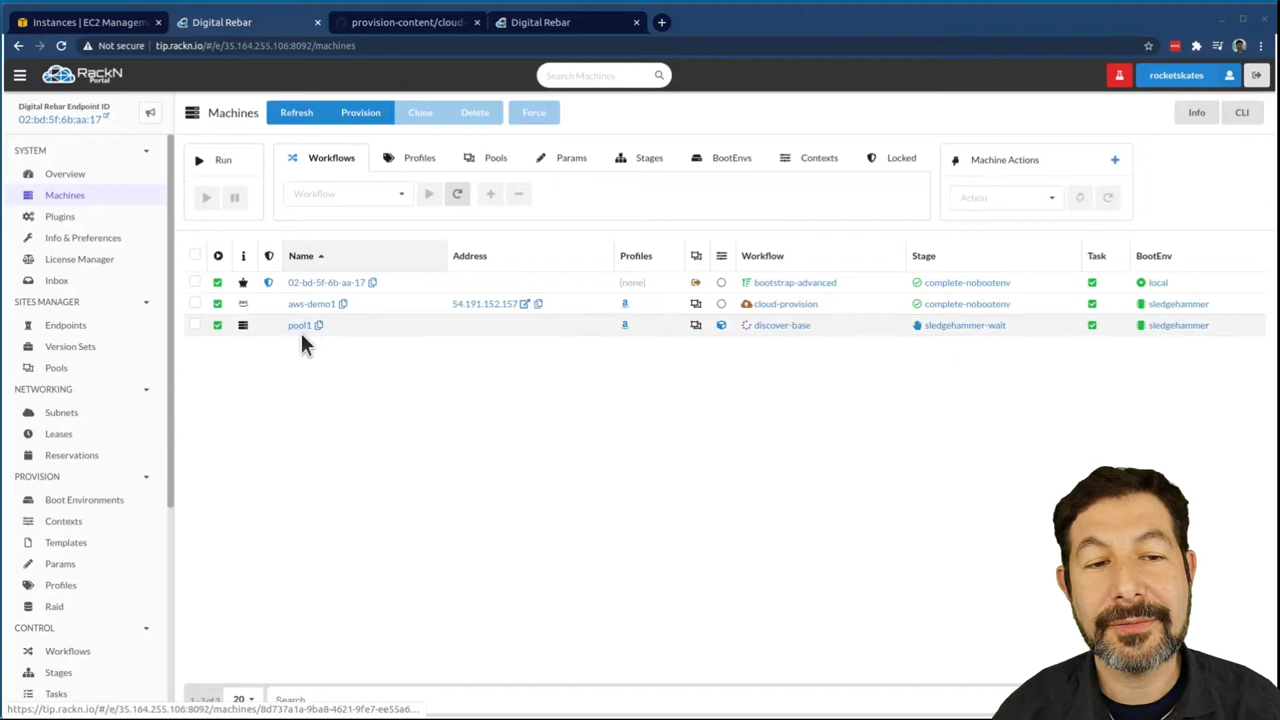 Instances | EC2 Managem
Digital Rebar
provision-content/cloud-
Digital Rebar
Not secure
tip.rackn.io/#/e/35.164.255.106:8092/machines
RackN
Portal
Search Machines
rocketskates
Digital Rebar Endpoint ID
02:bd:5f:6b:aa:17
Machines
Refresh
Provision
Clone
Delete
Force
Info
CLI
SYSTEM
Overview
Machines
Plugins
Info & Preferences
License Manager
Inbox
SITES MANAGER
Endpoints
Version Sets
Pools
NETWORKING
Subnets
Leases
Reservations
PROVISION
Boot Environments
Contexts
Templates
Params
Profiles
Raid
CONTROL
Workflows
Stages
Tasks
Run
Workflows
Profiles
Pools
Params
Stages
BootEnvs
Contexts
Locked
Workflow
Machine Actions
Action
Name Address Profiles Workflow Stage Task BootEnv
02-bd-5f-6b-aa-17 [none] bootstrap-advanced complete-nobootenv local
aws aws-demo1 54.191.152.157 a cloud-provision complete-nobootenv sledgehammer
pool1 a discover-base sledgehammer-wait sledgehammer
20
Search
https://tip.rackn.io/#/e/35.164.255.106:8092/machines/8d737a1a-9ba8-4621-9fe7-ee55a6...